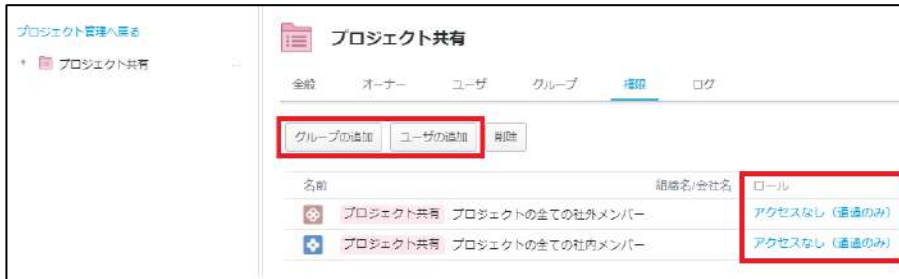 プロジェクト管理へ戻る
プロジェクト共有
プロジェクト共有
全般 オーナー ユーザ グループ 権限 ログ
グループの追加 ユーザの追加 削除
名前 組織名/会社名 ロール
プロジェクト共有 プロジェクトの全ての社外メンバー アクセスなし（通過のみ）
プロジェクト共有 プロジェクトの全ての社内メンバー アクセスなし（通過のみ）